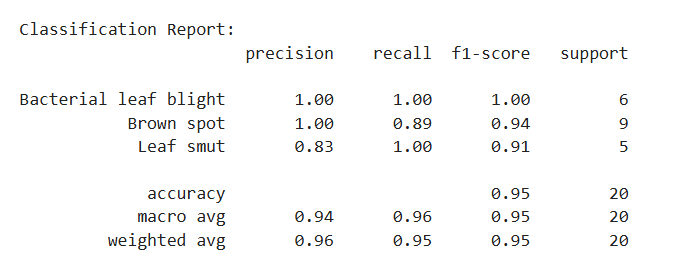 Classification Report:
precision recall f1-score support
Bacterial leaf blight 1.00 1.00 1.00 6
Brown spot 1.00 0.89 0.94 9
Leaf smut 0.83 1.00 0.91 5
accuracy 0.95 20
macro avg 0.94 0.96 0.95 20
weighted avg 0.96 0.95 0.95 20